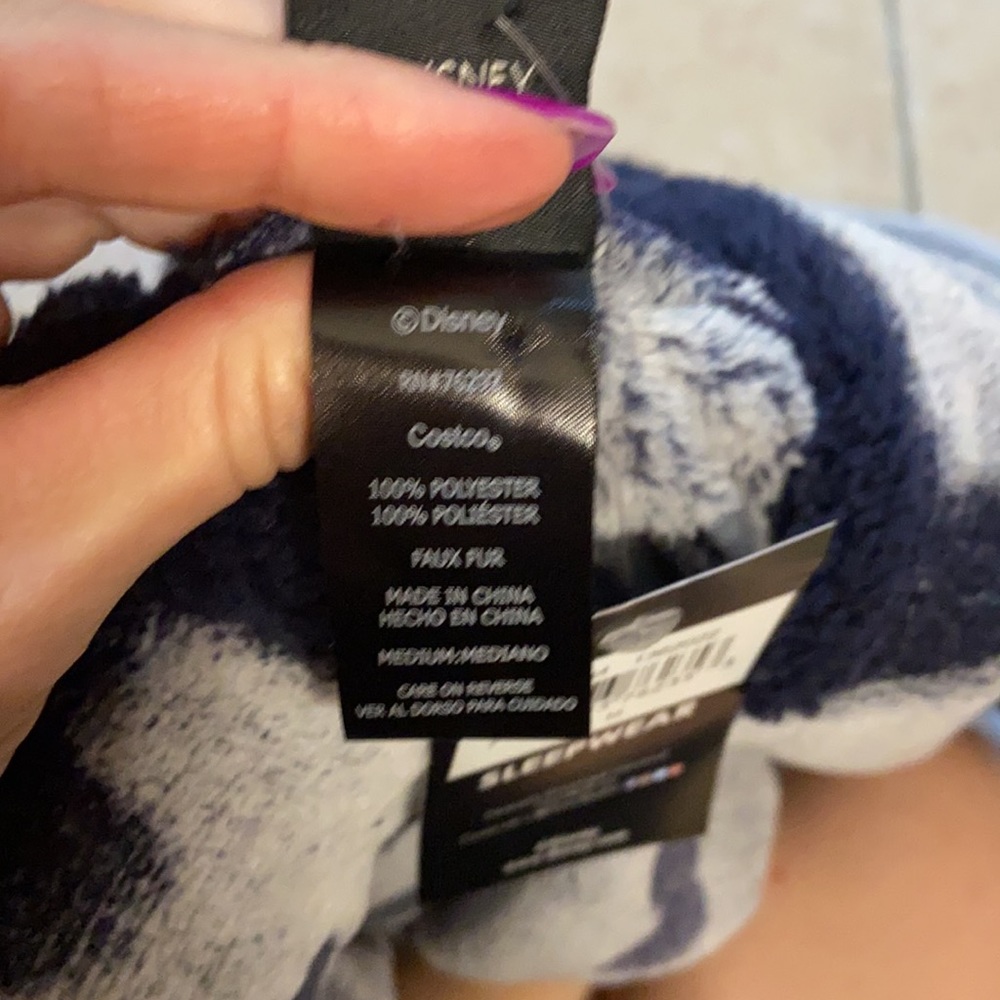 ©Disney
Costco®
100% POLYESTER
100% POLIÉSTER
FAUX FUR
MADE IN CHINA
HECHO EN CHINA
MEDIUM:MEDIANO
CARE ON REVERSE
VER AL DORSO PARA CUIDADO
SLEEPWEAR